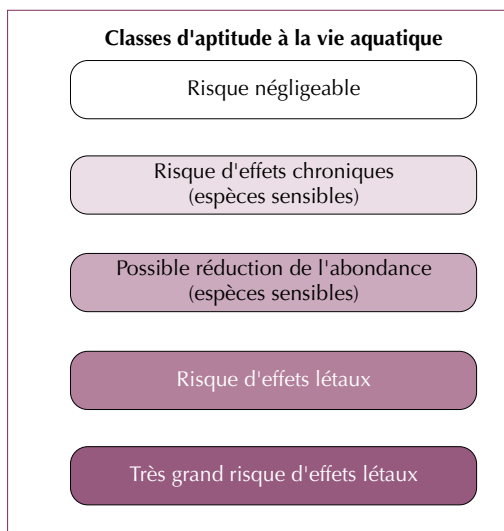 Classes d'aptitude à la vie aquatique
Risque négligeable
Risque d'effets chroniques
(espèces sensibles)
Possible réduction de l'abondance
(espèces sensibles)
Risque d'effets létaux
Très grand risque d'effets létaux